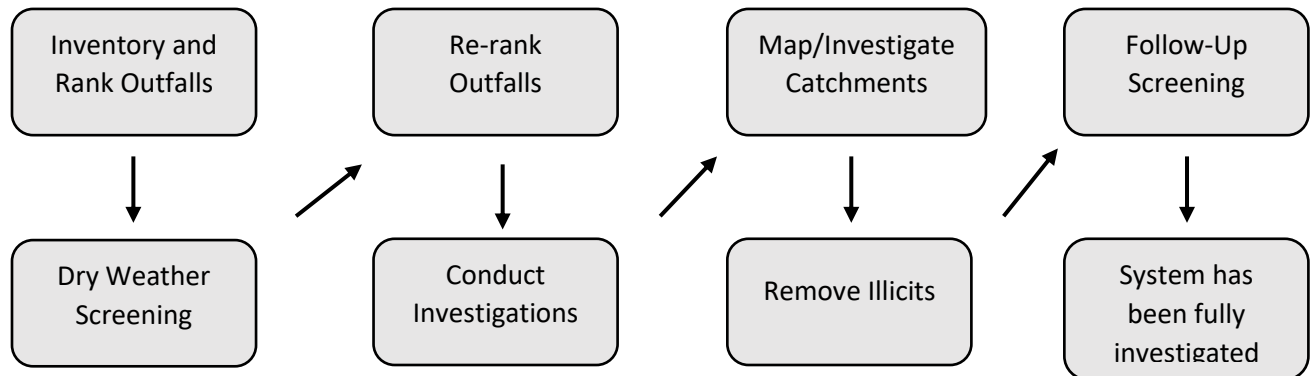 Inventory and
Rank Outfalls
Dry Weather
Screening
Re-rank
Outfalls
Conduct
Investigations
Map/Investigate
Catchments
Remove Illicits
Follow-Up
Screening
System has
been fully
investigated